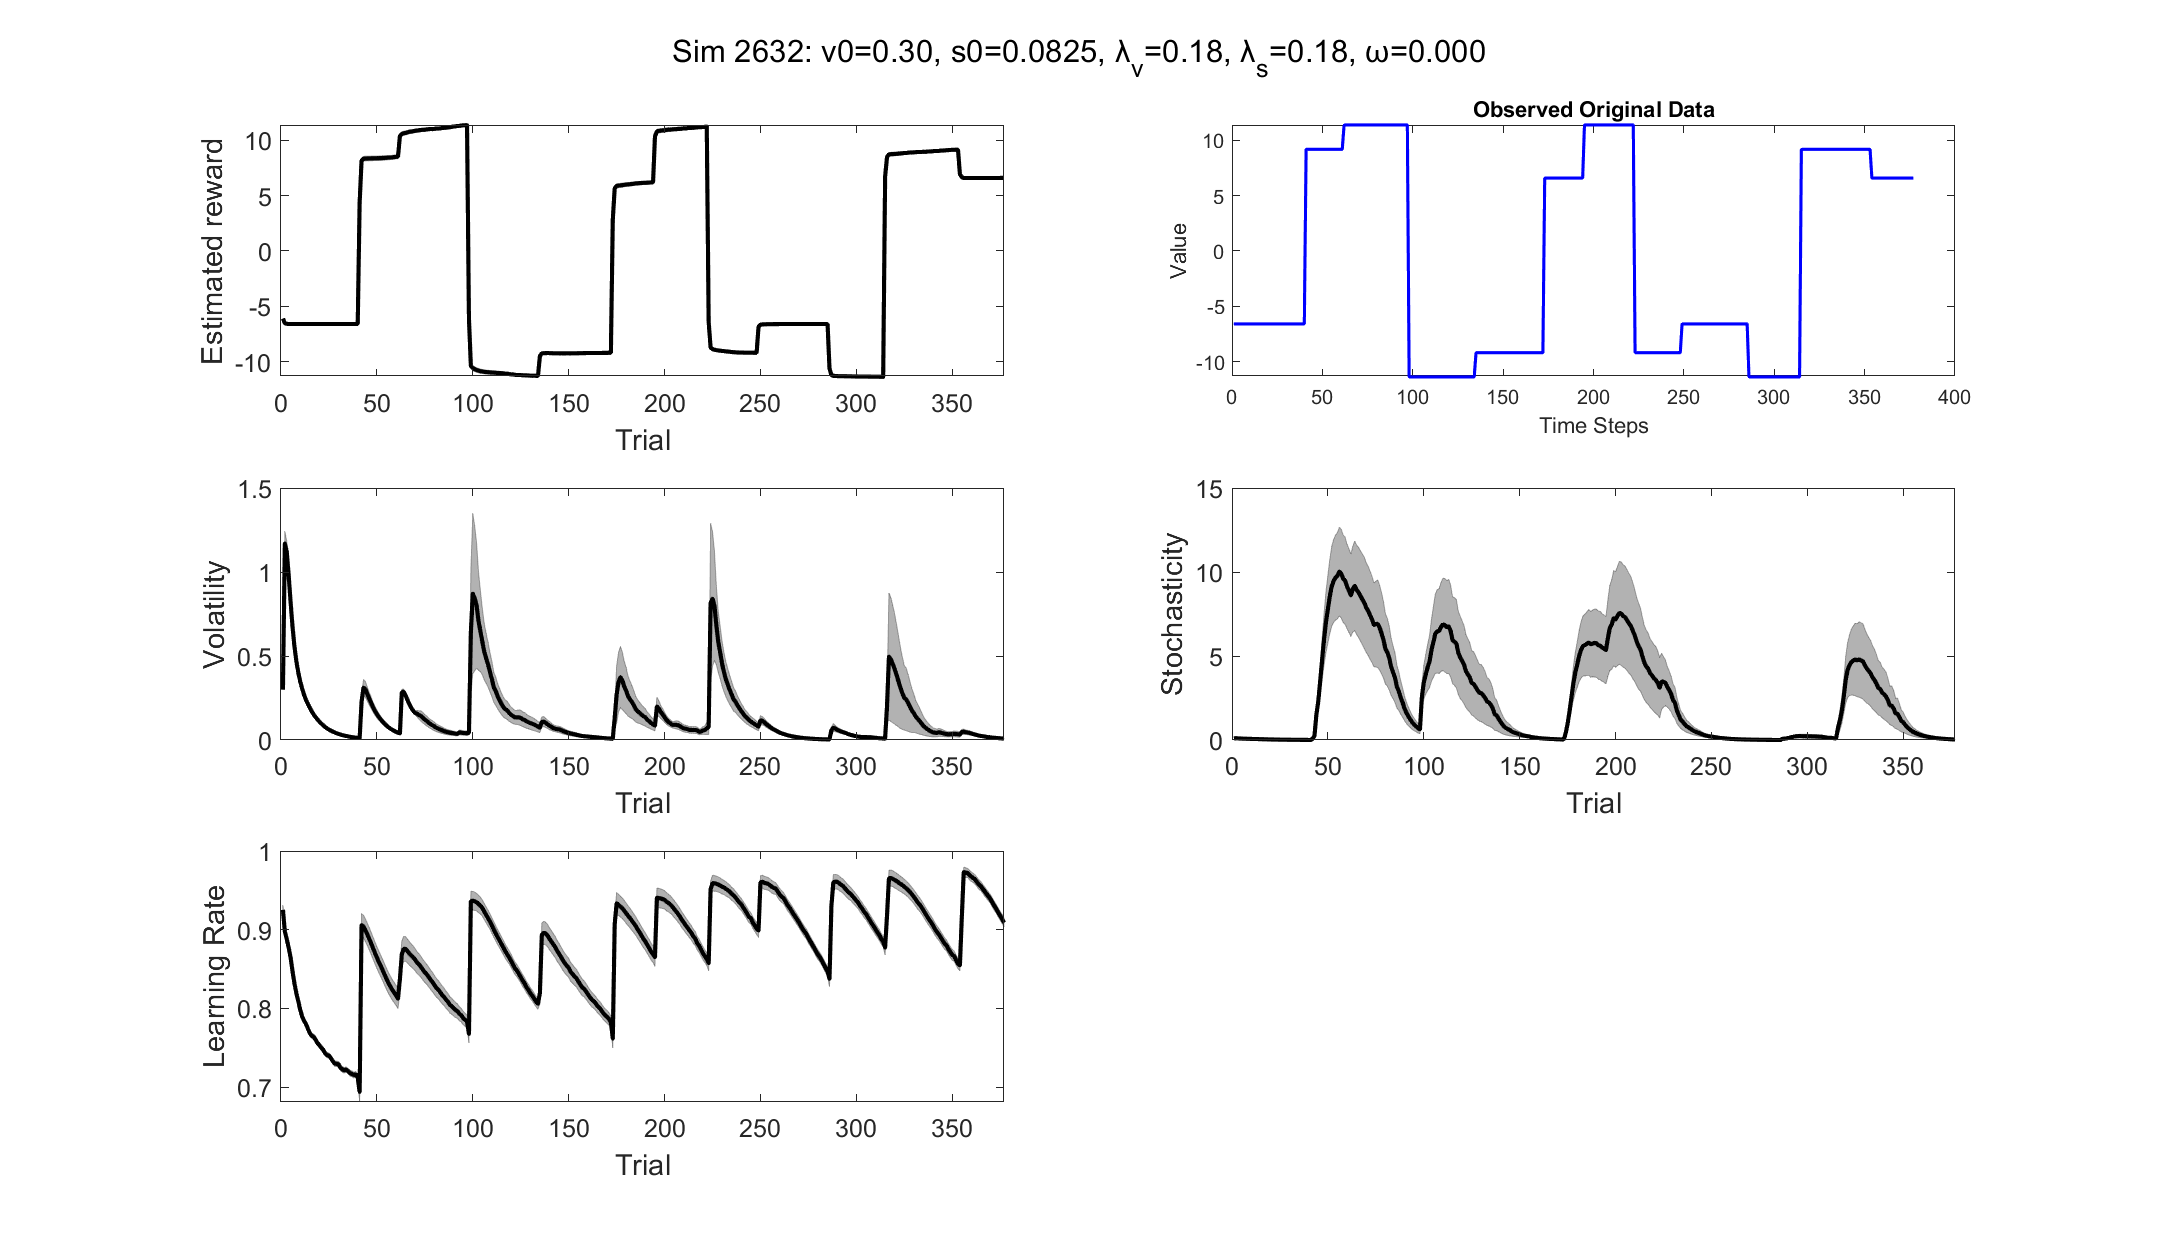 Sim 2632: v0=0.30, s0=0.0825, λ_v=0.18, λ_s=0.18, ω=0.000
Estimated reward
10
5
0
-5
-10
0 50 100 150 200 250 300 350
Trial
Observed Original Data
Value
10
5
0
-5
-10
0 50 100 150 200 250 300 350 400
Time Steps
Volatility
1.5
1
0.5
0
0 50 100 150 200 250 300 350
Trial
Stochasticity
15
10
5
0
0 50 100 150 200 250 300 350
Trial
Learning Rate
1
0.9
0.8
0.7
0 50 100 150 200 250 300 350
Trial